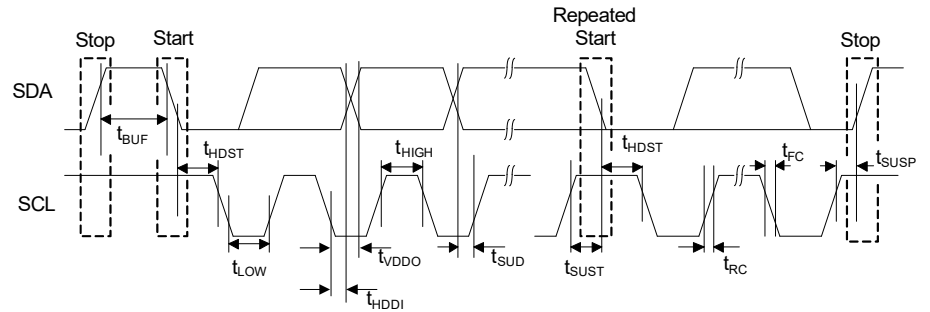 Stop
Start
Repeated
Start
Stop
SDA
tBUF
tHDST
tHIGH
tHDST
tFC
tSUSP
SCL
tLOW
tVDDO
tSUD
tSUST
tRC
tHDDI